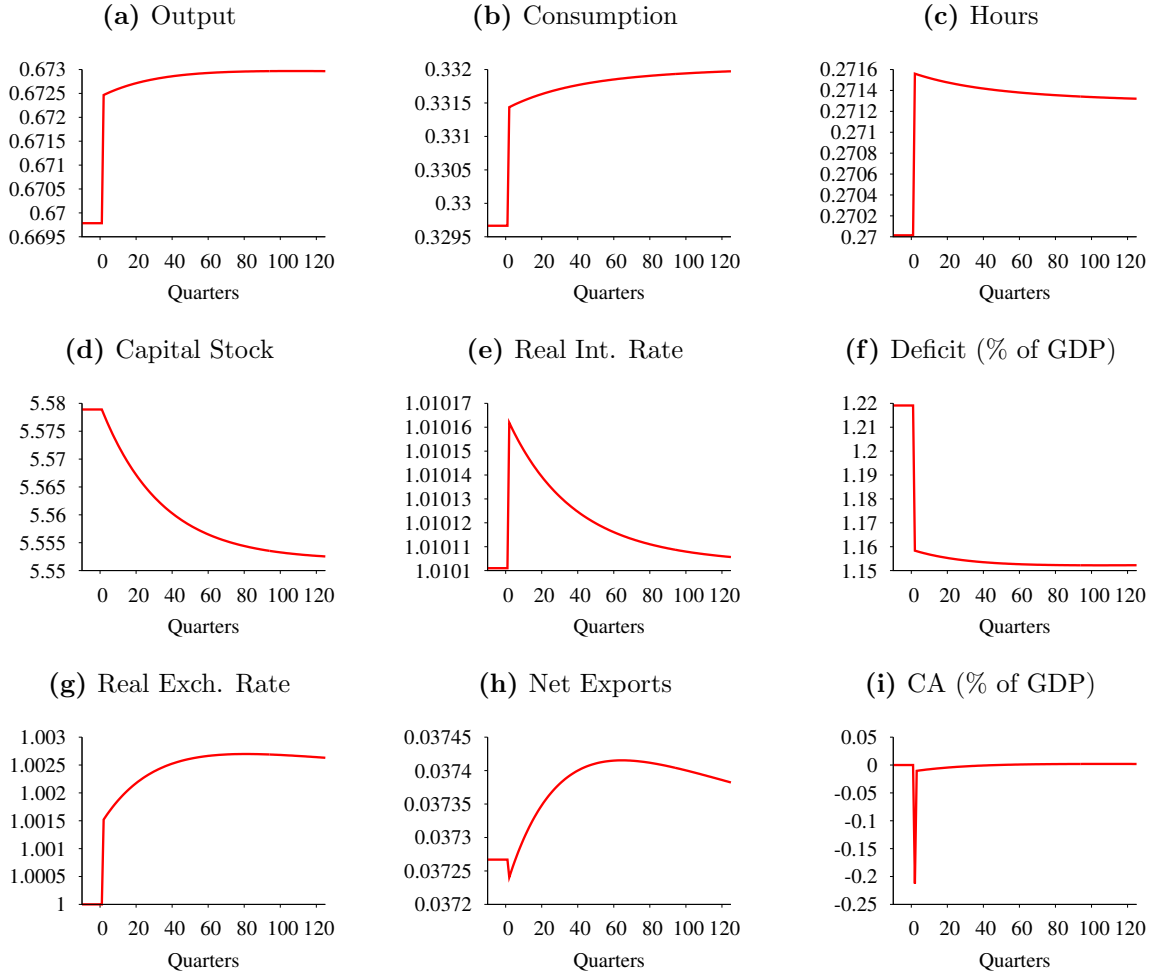 (a) Output
0.673
0.6725
0.672
0.6715
0.671
0.6705
0.67
0.6695
0 20 40 60 80 100 120
Quarters
(b) Consumption
0.332
0.3315
0.331
0.3305
0.33
0.3295
0 20 40 60 80 100 120
Quarters
(c) Hours
0.2716
0.2714
0.2712
0.271
0.2708
0.2706
0.2704
0.2702
0.27
0 20 40 60 80 100 120
Quarters
(d) Capital Stock
5.58
5.575
5.57
5.565
5.56
5.555
5.55
0 20 40 60 80 100 120
Quarters
(e) Real Int. Rate
1.01017
1.01016
1.01015
1.01014
1.01013
1.01012
1.01011
1.0101
0 20 40 60 80 100 120
Quarters
(f) Deficit (% of GDP)
1.22
1.21
1.2
1.19
1.18
1.17
1.16
1.15
0 20 40 60 80 100 120
Quarters
(g) Real Exch. Rate
1.003
1.0025
1.002
1.0015
1.001
1.0005
1
0 20 40 60 80 100 120
Quarters
(h) Net Exports
0.03745
0.0374
0.03735
0.0373
0.03725
0.0372
0 20 40 60 80 100 120
Quarters
(i) CA (% of GDP)
0.05
0
-0.05
-0.1
-0.15
-0.2
-0.25
0 20 40 60 80 100 120
Quarters